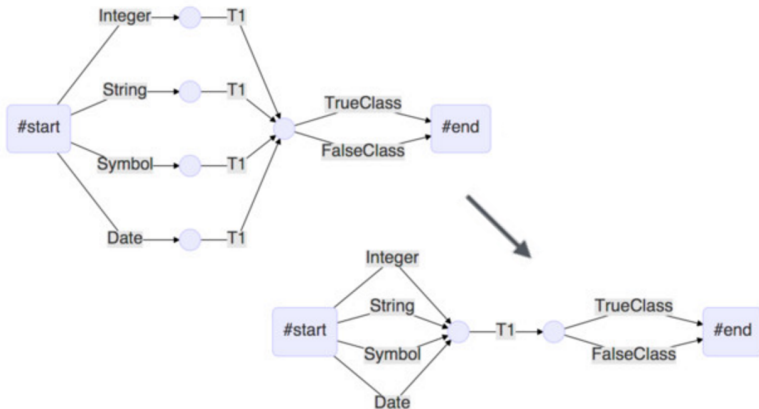 Integer T1
String T1
TrueClass
#start #end
FalseClass
Symbol T1
Date T1
Integer
String TrueClass
#start T1 #end
Symbol FalseClass
Date